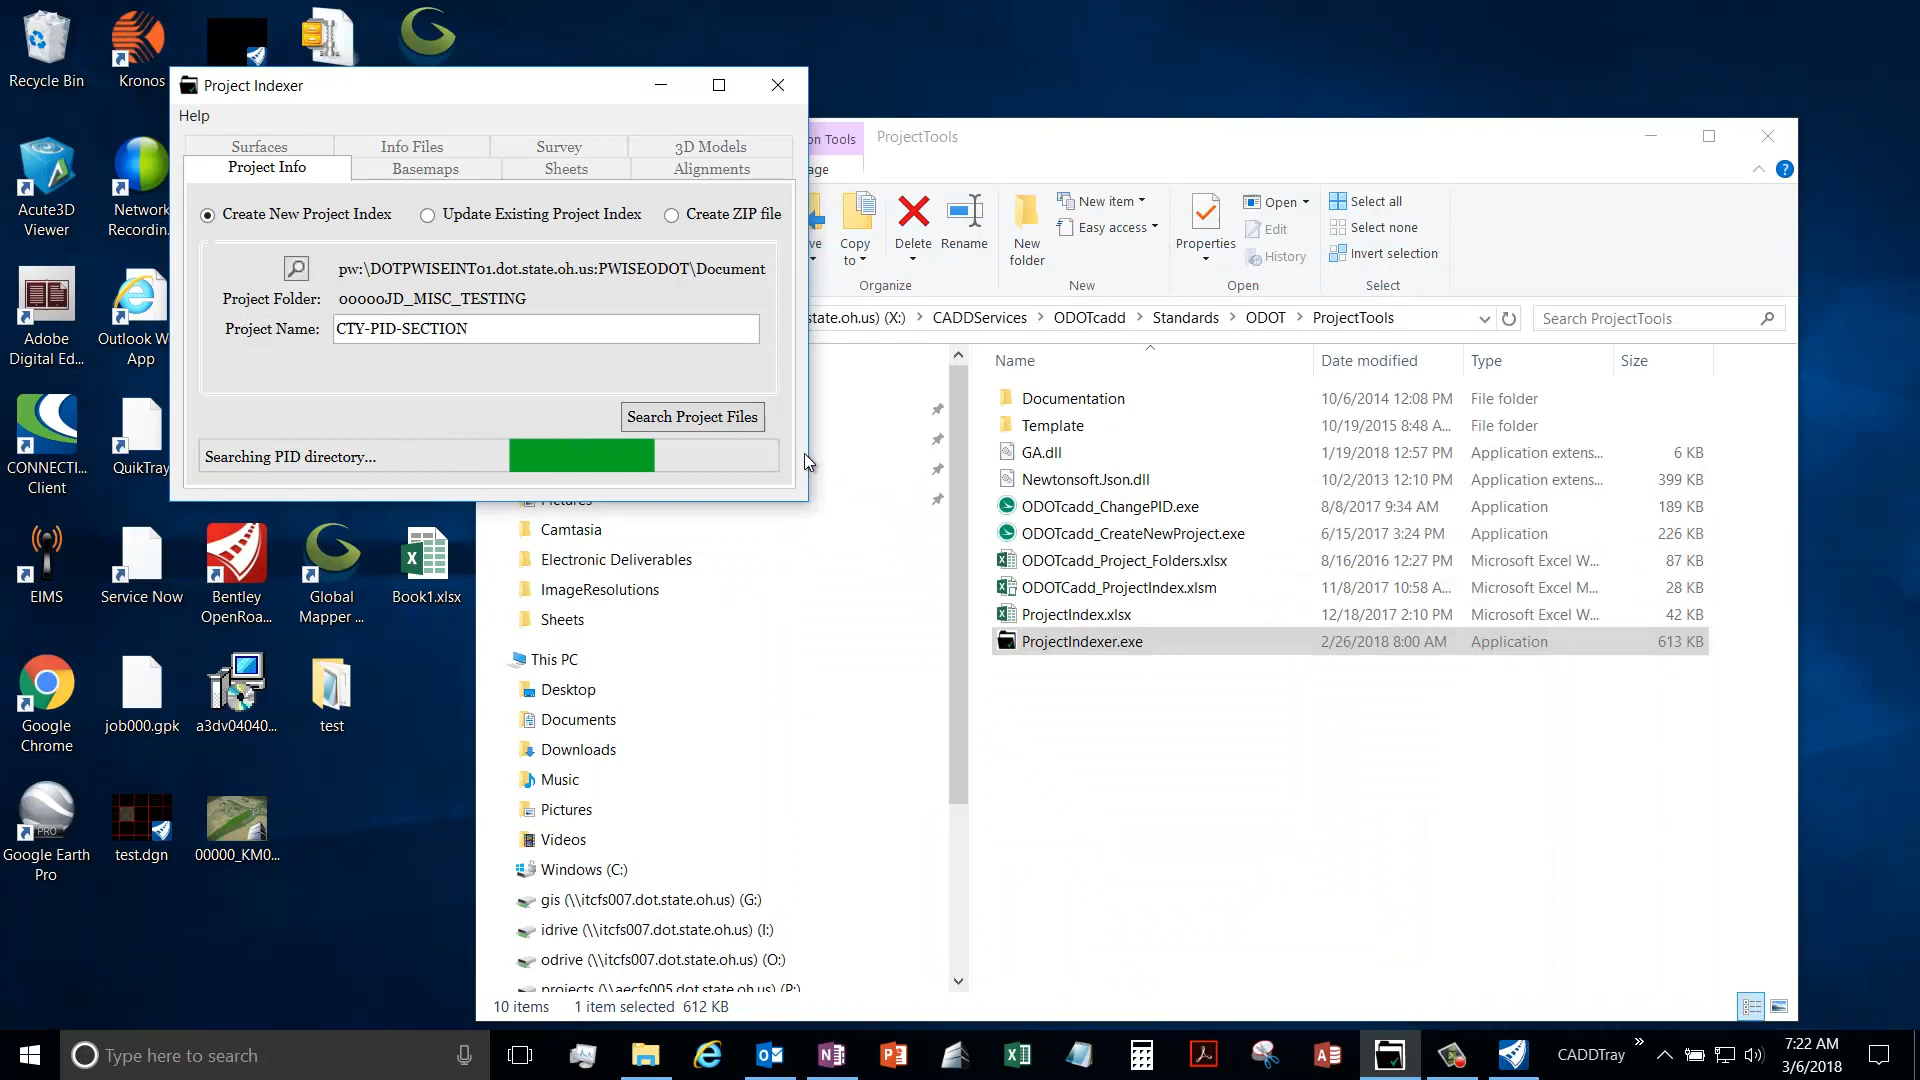 Recycle Bin
Kronos
Acute3D
Viewer
Network
Recordin...
Adobe
Digital Ed...
Outlook W
App
CONNECTI...
Client
QuikTray
EIMS
Service Now
Bentley
OpenRoa...
Global
Mapper ...
Book1.xlsx
Google
Chrome
job000.gpk
a3dv04040...
test
PRO
Google Earth
Pro
test.dgn
00000_KM0...
Project Indexer
Help
Surfaces
Info Files
Survey
3D Models
Project Info
Basemaps
Sheets
Alignments
Create New Project Index
Update Existing Project Index
Create ZIP file
pw:\DOTPWISEINT01.dot.state.oh.us:PWISEODOT\Document
Project Folder: 00000JD_MISC_TESTING
Project Name: CTY-PID-SECTION
Search Project Files
Searching PID directory...
on Tools
ProjectTools
age
ve
Copy
to
Delete
Rename
Organize
New
folder
New item
Easy access
New
Properties
Open
Edit
History
Open
Select all
Select none
Invert selection
Select
state.oh.us) (X:) > CADDServices > ODOTcadd > Standards > ODOT > ProjectTools
Search ProjectTools
Name Date modified Type Size
Documentation 10/6/2014 12:08 PM File folder
Template 10/19/2015 8:48 A... File folder
GA.dll 1/19/2018 12:57 PM Application extens... 6 KB
NewtonsoftJson.dll 10/2/2013 12:10 PM Application extens... 399 KB
ODOTcadd_ChangePID.exe 8/8/2017 9:34 AM Application 189 KB
ODOTcadd_CreateNewProject.exe 6/15/2017 3:24 PM Application 226 KB
ODOTcadd_Project_Folders.xlsx 8/16/2016 12:27 PM Microsoft Excel W... 87 KB
ODOTCadd_ProjectIndex.xlsm 11/8/2017 10:58 A... Microsoft Excel M... 28 KB
ProjectIndex.xlsx 12/18/2017 2:10 PM Microsoft Excel W... 42 KB
ProjectIndexer.exe 2/26/2018 8:00 AM Application 613 KB
Pictures
Camtasia
Electronic Deliverables
ImageResolutions
Sheets
This PC
Desktop
Documents
Downloads
Music
Pictures
Videos
Windows (C:)
gis (\\itcfs007.dot.state.oh.us) (G:)
idrive (\\itcfs007.dot.state.oh.us) (I:)
odrive (\\itcfs007.dot.state.oh.us) (O:)
projects (\\aecfs005.dot.state.oh.us) (P:)
10 items 1 item selected 612 KB
Type here to search
CADDTray
7:22 AM
3/6/2018